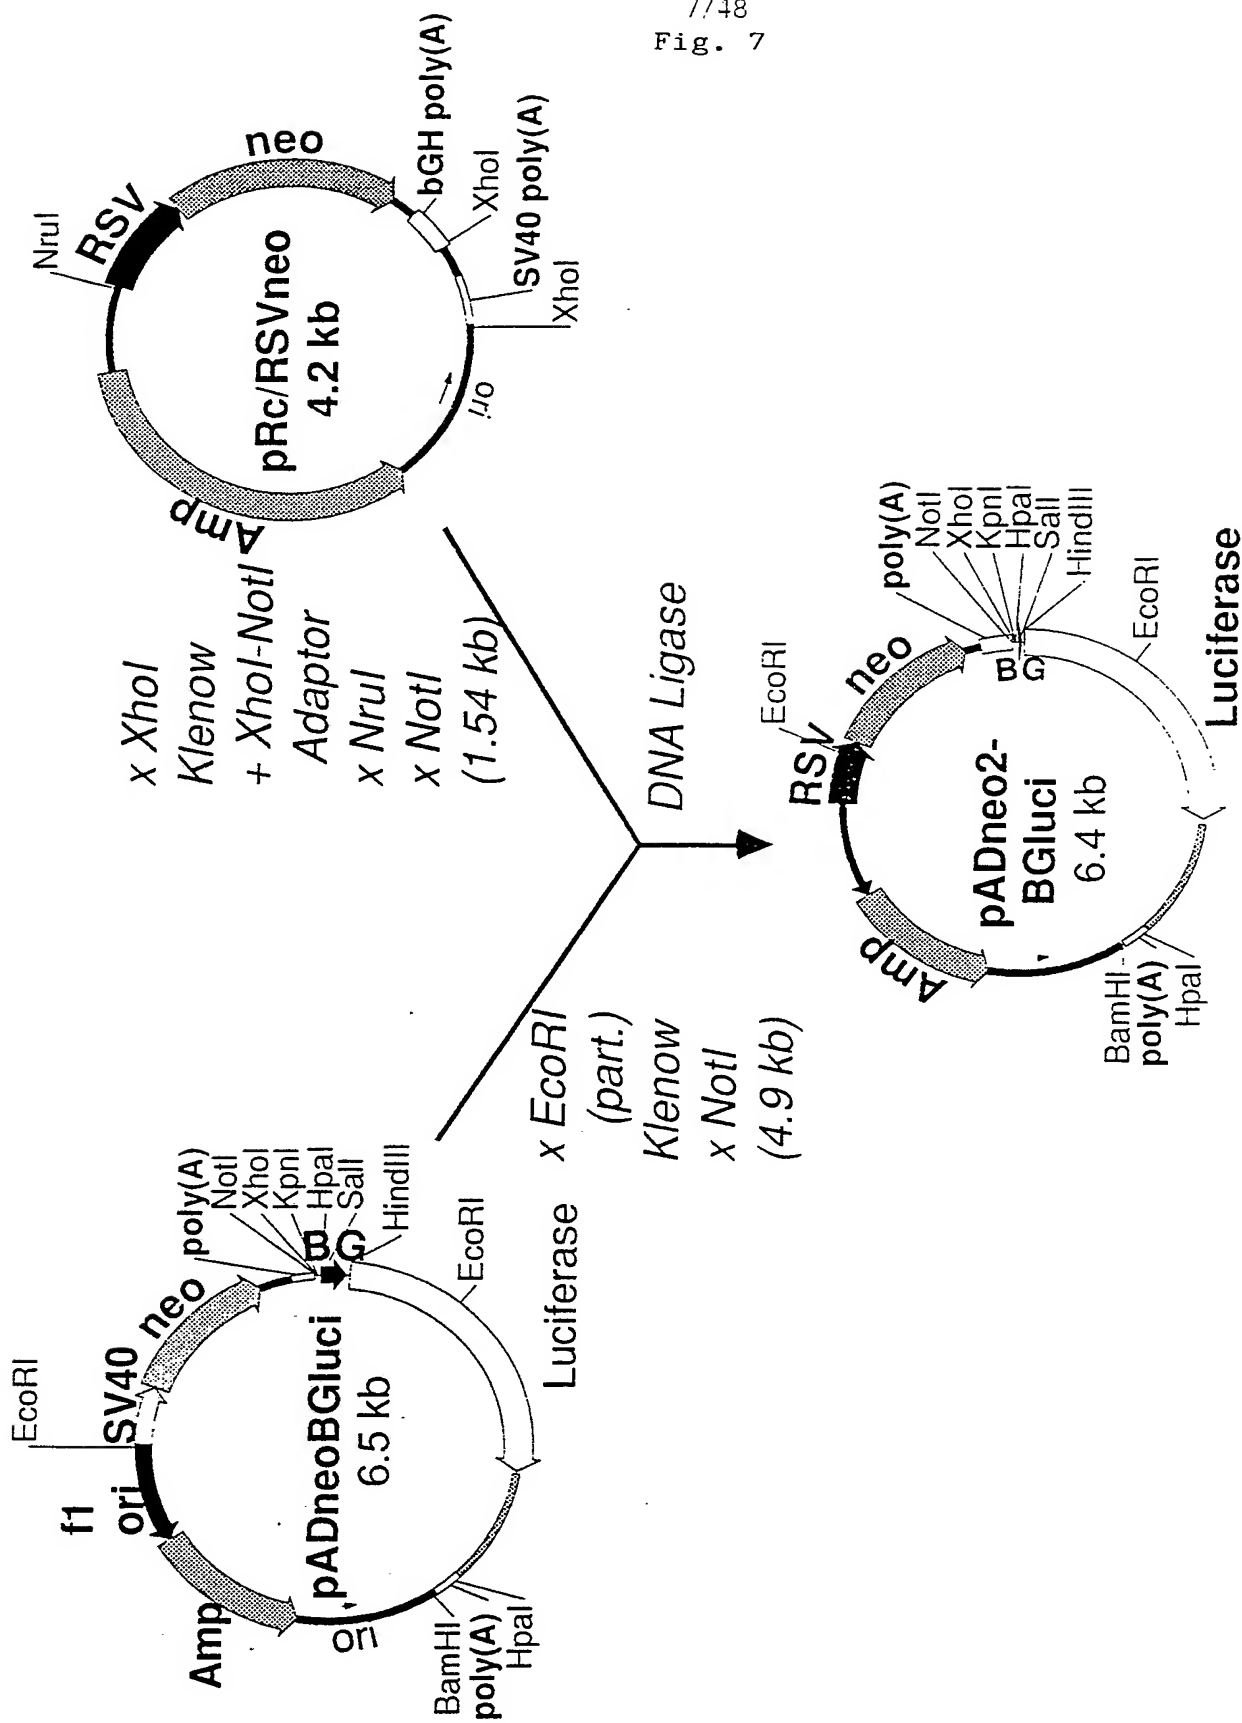 7/48
Fig. 7
EcoRI
f1
ori
SV40
neo
poly(A)
NotI
XhoI
KpnI
HpaI
SalI
HindIII
BG
EcoRI
Luciferase
Amp
ori
BamHI
poly(A)
HpaI
pADneoBGluci
6.5 kb
NruI
RSV
neo
bGH poly(A)
XhoI
SV40 poly(A)
XhoI
ori
Amp
pRc/RSVneo
4.2 kb
x EcoRI
(part.)
Klenow
x NotI
(4.9 kb)
x XhoI
Klenow
+ XhoI-NotI
Adaptor
x NruI
x NotI
(1.54 kb)
DNA Ligase
RSV
EcoRI
neo
poly(A)
NotI
XhoI
KpnI
HpaI
SalI
HindIII
BG
EcoRI
Luciferase
Amp
BamHI
poly(A)
HpaI
pADneo2-
BGluci
6.4 kb